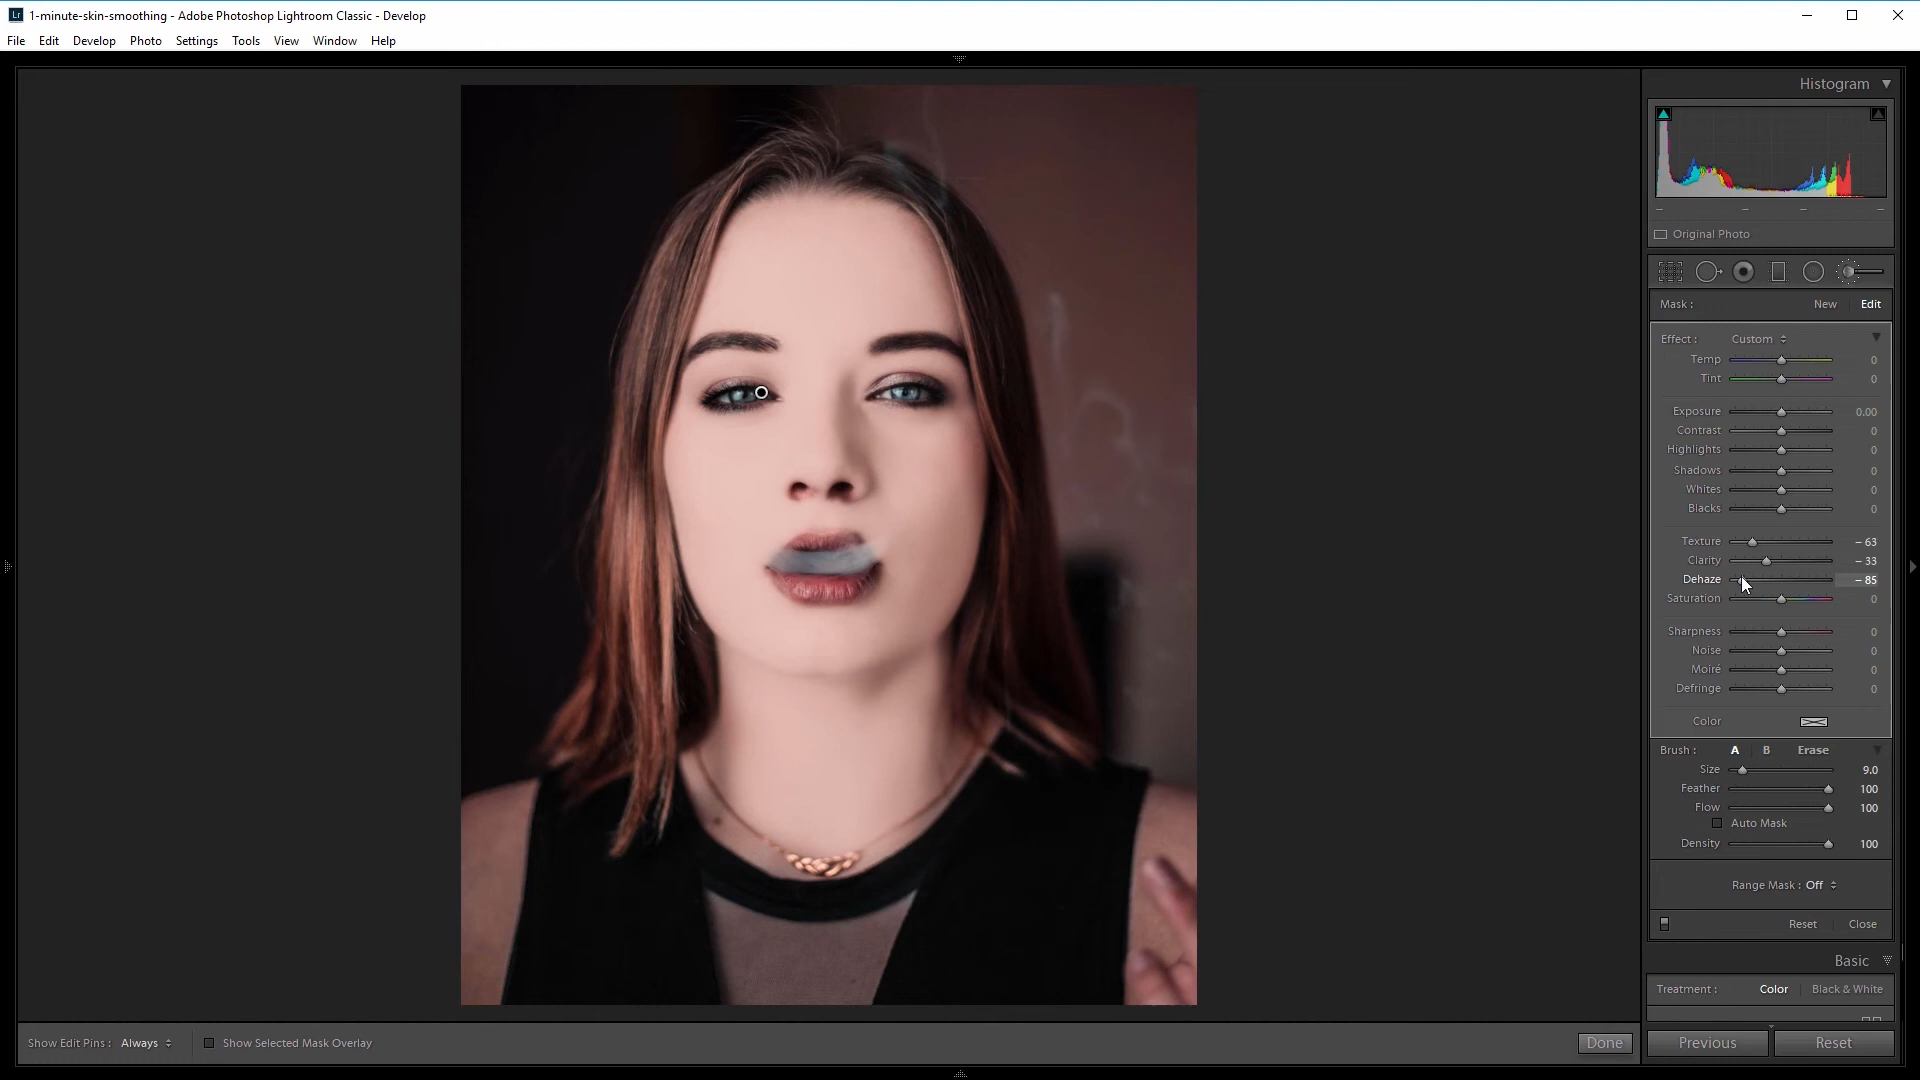 Lr 1-minute-skin-smoothing - Adobe Photoshop Lightroom Classic - Develop
File Edit Develop Photo Settings Tools View Window Help
Histogram
Original Photo
Mask : New Edit
Effect : Custom
Temp 0
Tint 0
Exposure 0.00
Contrast 0
Highlights 0
Shadows 0
Whites 0
Blacks 0
Texture – 63
Clarity – 33
Dehaze – 85
Saturation 0
Sharpness 0
Noise 0
Moiré 0
Defringe 0
Color
Brush : A B Erase
Size 9.0
Feather 100
Flow 100
Auto Mask
Density 100
Range Mask : Off
Reset Close
Basic
Treatment : Color Black & White
Show Edit Pins : Always Show Selected Mask Overlay Done Previous Reset